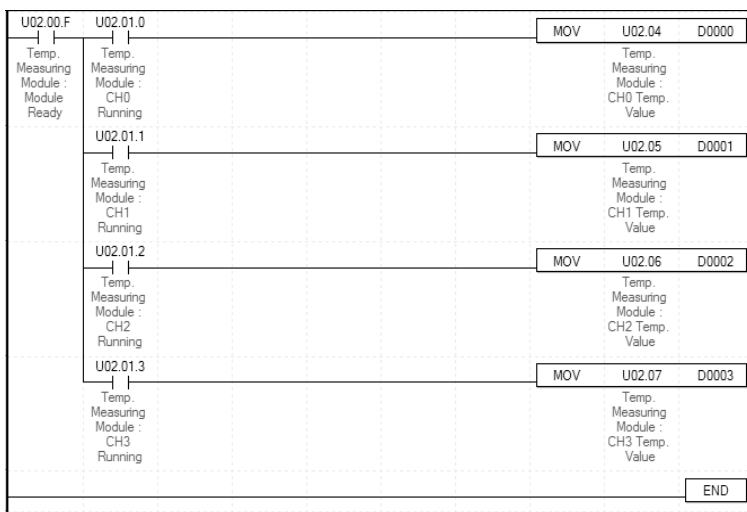 U02.00.F U02.01.0 MOV U02.04 D0000
Temp.
Measuring
Module :
Module
Ready
Temp.
Measuring
Module :
CH0
Running
Temp.
Measuring
Module :
CH0 Temp.
Value
U02.01.1 MOV U02.05 D0001
Temp.
Measuring
Module :
CH1
Running
Temp.
Measuring
Module :
CH1 Temp.
Value
U02.01.2 MOV U02.06 D0002
Temp.
Measuring
Module :
CH2
Running
Temp.
Measuring
Module :
CH2 Temp.
Value
U02.01.3 MOV U02.07 D0003
Temp.
Measuring
Module :
CH3
Running
Temp.
Measuring
Module :
CH3 Temp.
Value
END